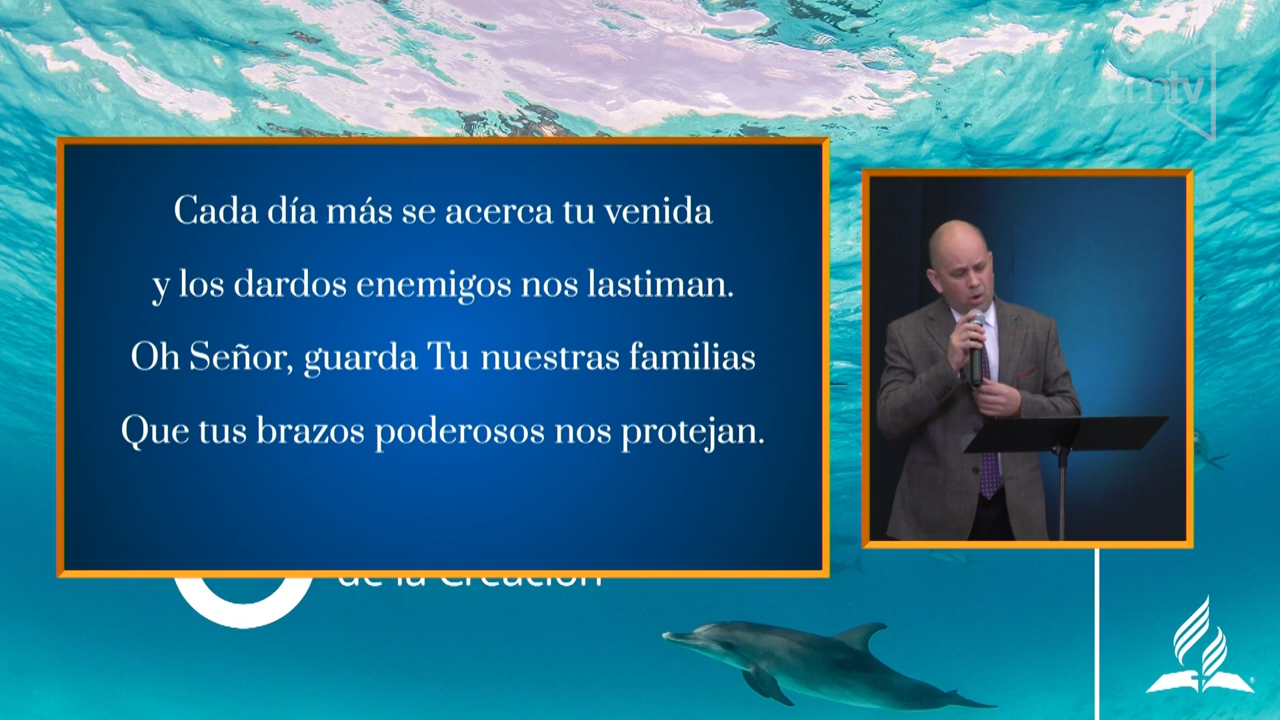 mtv
Cada día más se acerca tu venida
y los dardos enemigos nos lastiman.
Oh Señor, guarda Tu nuestras familias
Que tus brazos poderosos nos protejan.
de la Creación
®